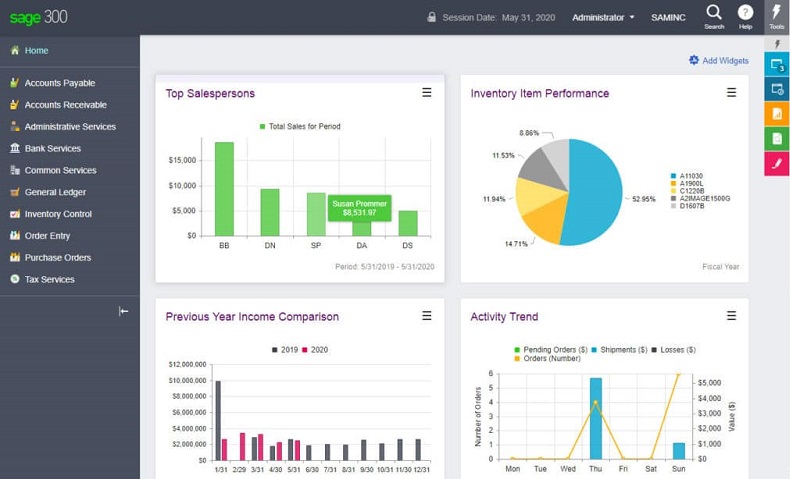 sage 300
Session Date: May 31, 2020
Administrator
SAMINC
Search
Help
Tools
Home
Accounts Payable
Accounts Receivable
Administrative Services
Bank Services
Common Services
General Ledger
Inventory Control
Order Entry
Purchase Orders
Tax Services
Add Widgets
3
Top Salespersons
Total Sales for Period
$15,000
$10,000
$5,000
$0
Susan Prommer
$8,531.97
BB DN SP DA DS
Period: 5/31/2019 - 5/31/2020
Inventory Item Performance
8.86%
11.53%
11.94%
14.71%
52.95%
A11030
A1900L
C1220B
A2IMAGE1500G
D1607B
Fiscal Year
Previous Year Income Comparison
2019 2020
$12,000,000
$10,000,000
$8,000,000
$6,000,000
$4,000,000
$2,000,000
$0
1/31 2/29 3/31 4/30 5/31 6/30 7/31 8/31 9/30 10/31 11/30 12/31
Activity Trend
Pending Orders ($) Shipments ($) Losses ($)
Orders (Number)
Number of Orders
6
5
4
3
2
1
0
$5,000
$4,000
$3,000
$2,000
$1,000
$0
Value ($)
Mon Tue Wed Thu Fri Sat Sun